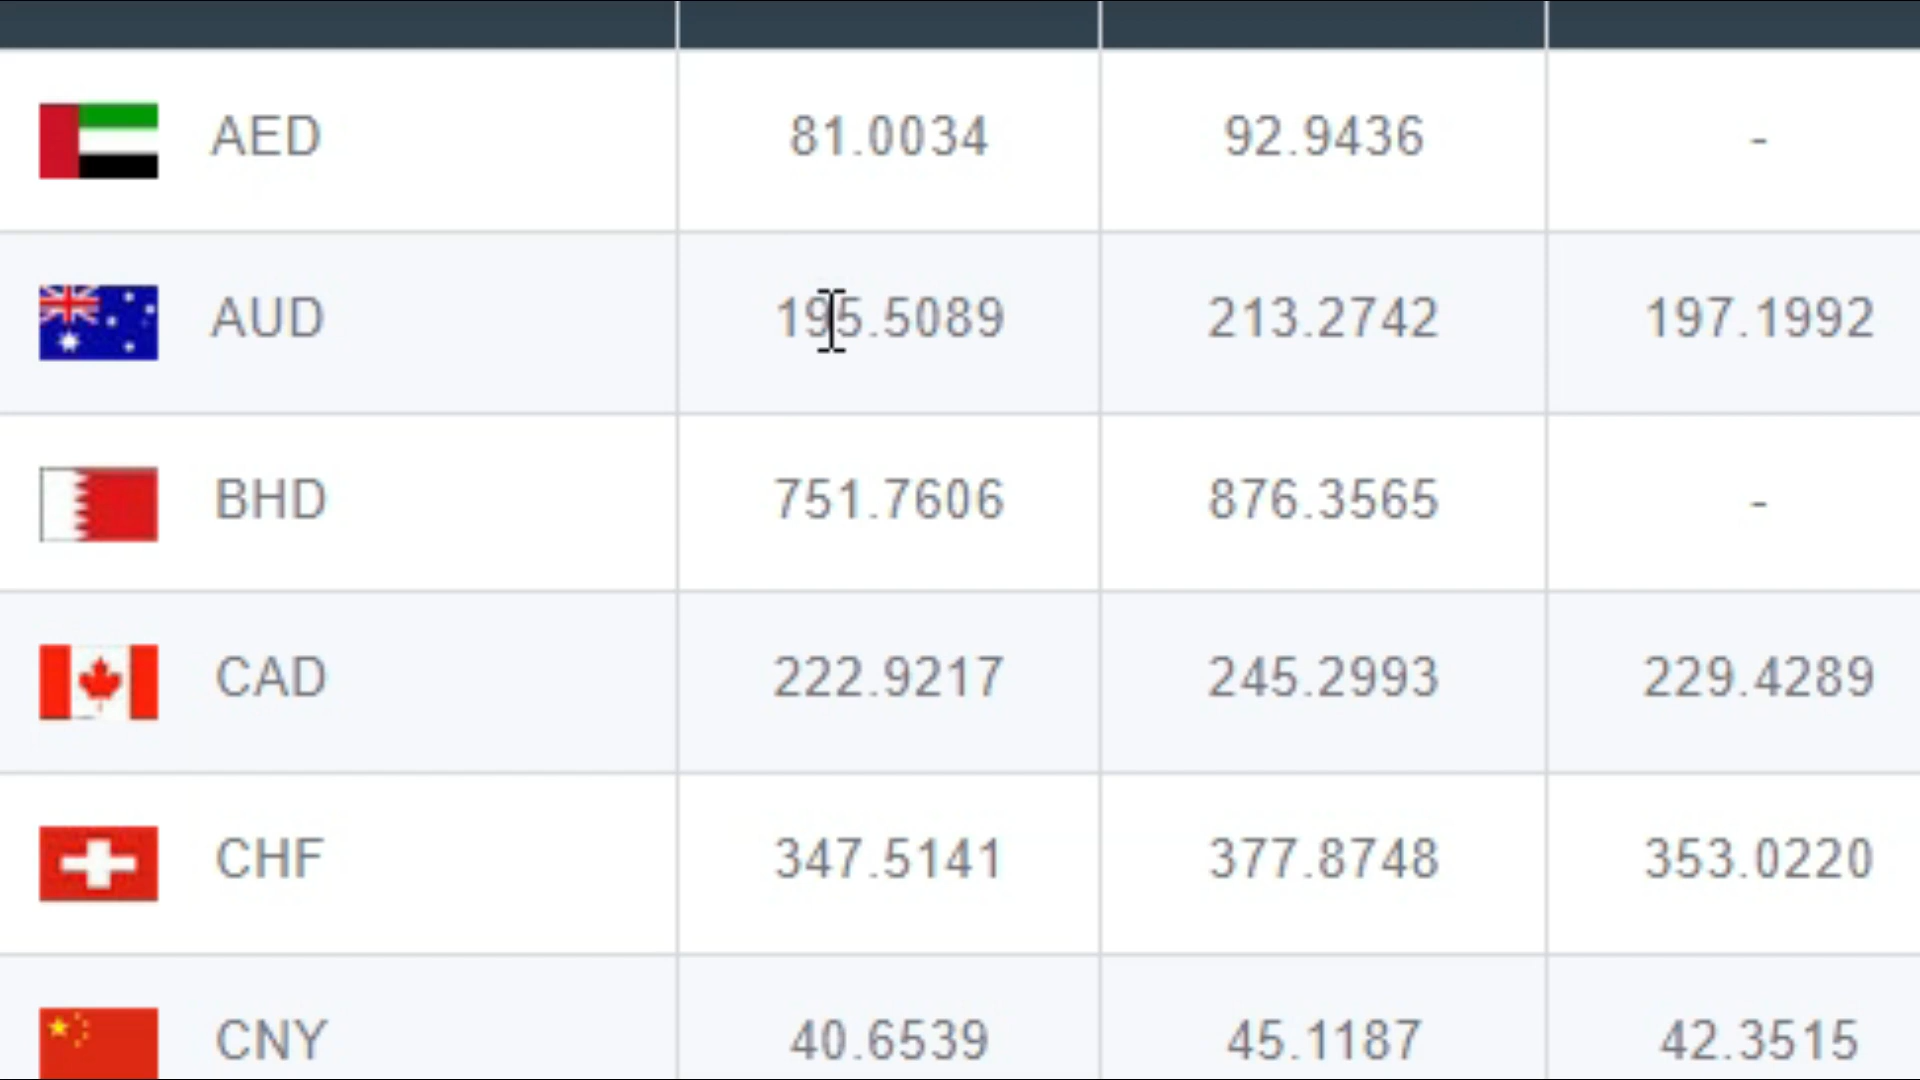 AED 81.0034 92.9436 -
AUD 195.5089 213.2742 197.1992
BHD 751.7606 876.3565 -
CAD 222.9217 245.2993 229.4289
CHF 347.5141 377.8748 353.0220
CNY 40.6539 45.1187 42.3515